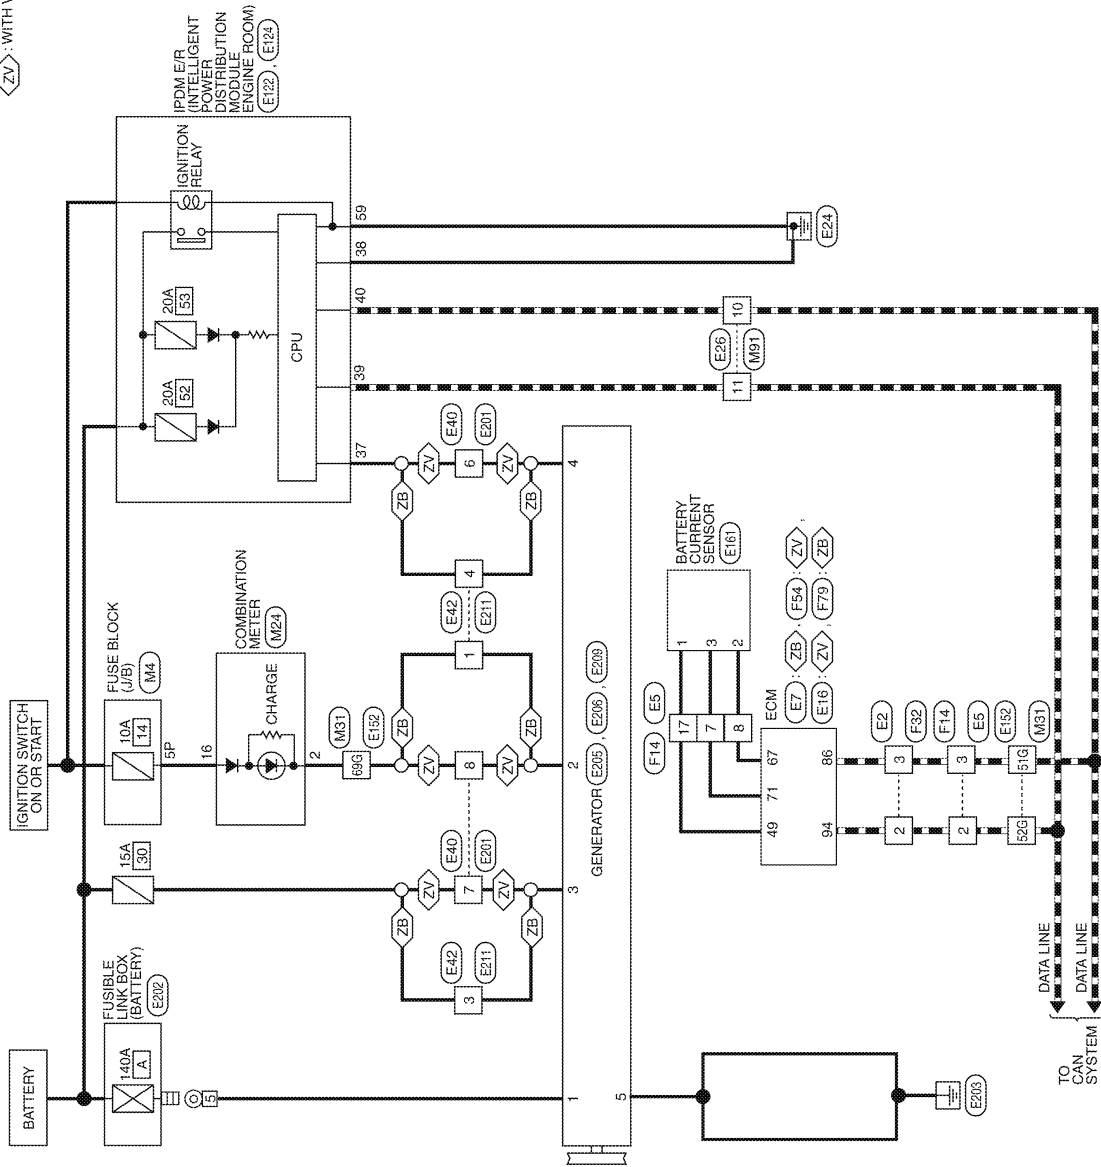 ZV : WITH V
IGNITION SWITCH
ON OR START
BATTERY
FUSIBLE
LINK BOX
(BATTERY)
E202
140A
A
5
15A
30
FUSE BLOCK
(J/B)
M4
10A
14
5P
16
COMBINATION
METER
M24
CHARGE
2
M31
69G
E152
IPDM E/R
(INTELLIGENT
POWER
DISTRIBUTION
MODULE
ENGINE ROOM)
E122 , E124
IGNITION
RELAY
20A
53
20A
52
CPU
37
39
40
38
59
E24
E40
ZV
6
ZV
E201
ZB
ZB
4
E42
E211
1
ZB
ZB
ZV
8
ZV
E40
E201
ZV
7
ZV
ZB
ZB
E42
E211
3
1
3
2
4
5
GENERATOR E205 , E206 , E209
E26
M91
10
11
BATTERY
CURRENT
SENSOR
E161
1
3
2
E5
F14
17
7
8
ECM
E7 : ZB , F54 : ZV ,
E16 : ZV , F79 : ZB
49
71
67
94
86
E2
F32
F14
E5
E152
M31
3
3
51G
2
2
52G
DATA LINE
DATA LINE
TO
CAN
SYSTEM
E203